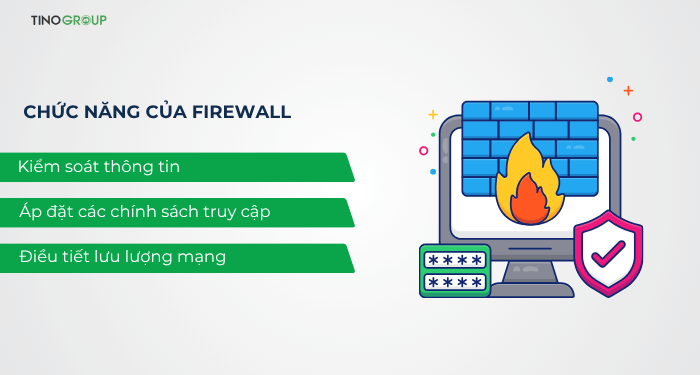 TINOGROUP
CHỨC NĂNG CỦA FIREWALL
Kiểm soát thông tin
Áp đặt các chính sách truy cập
Điều tiết lưu lượng mạng
****
****